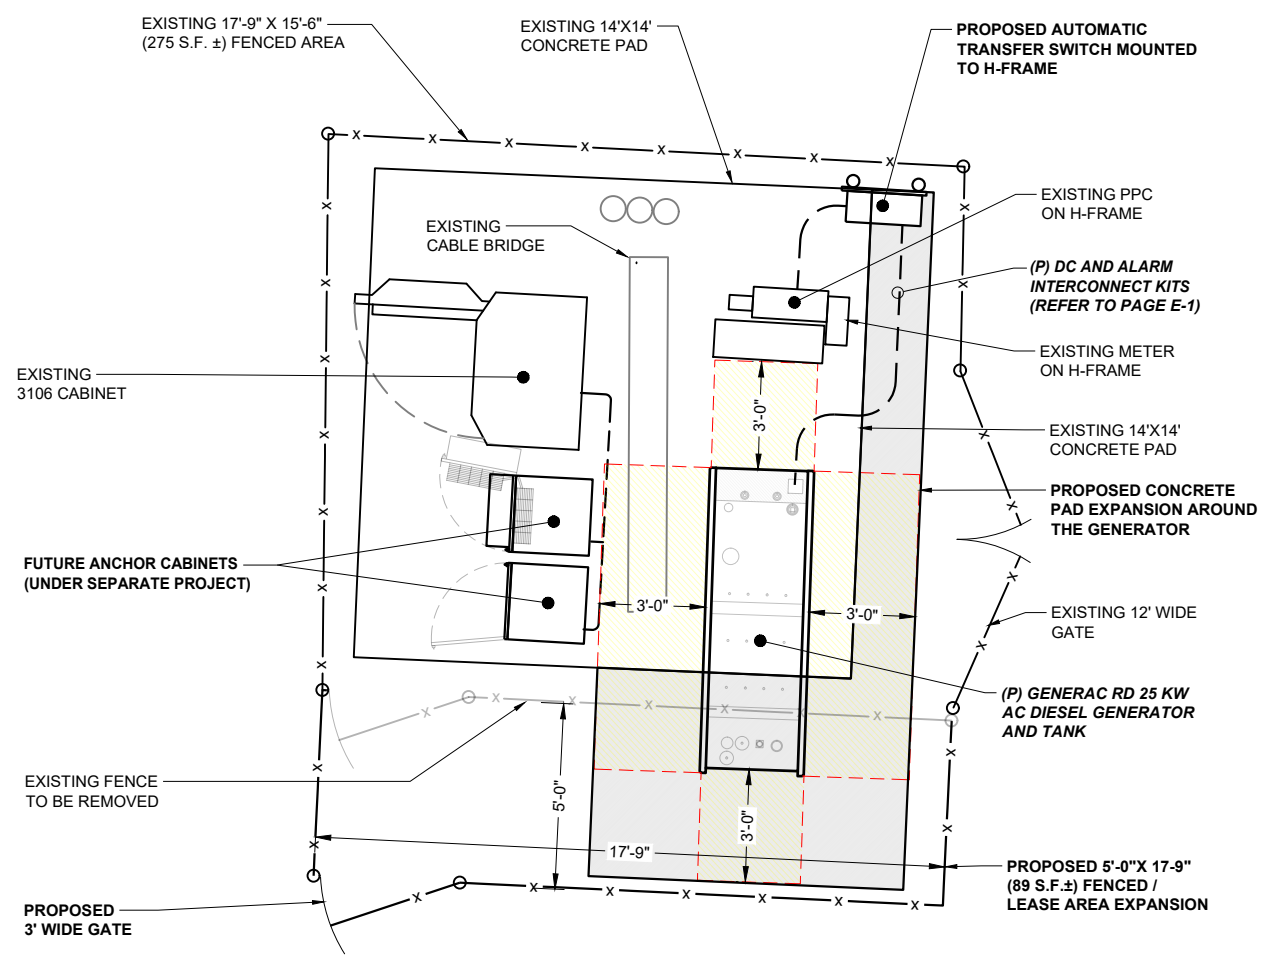 EXISTING 17'-9" X 15'-6"
(275 S.F. ±) FENCED AREA
EXISTING 14'X14'
CONCRETE PAD
PROPOSED AUTOMATIC
TRANSFER SWITCH MOUNTED
TO H-FRAME
EXISTING PPC
ON H-FRAME
EXISTING
CABLE BRIDGE
(P) DC AND ALARM
INTERCONNECT KITS
(REFER TO PAGE E-1)
EXISTING METER
ON H-FRAME
EXISTING
3106 CABINET
3'-0"
EXISTING 14'X14'
CONCRETE PAD
PROPOSED CONCRETE
PAD EXPANSION AROUND
THE GENERATOR
FUTURE ANCHOR CABINETS
(UNDER SEPARATE PROJECT)
3'-0"
3'-0"
EXISTING 12' WIDE
GATE
(P) GENERAC RD 25 KW
AC DIESEL GENERATOR
AND TANK
EXISTING FENCE
TO BE REMOVED
5'-0"
3'-0"
17'-9"
PROPOSED 5'-0"X 17-9"
(89 S.F.±) FENCED /
LEASE AREA EXPANSION
PROPOSED
3' WIDE GATE